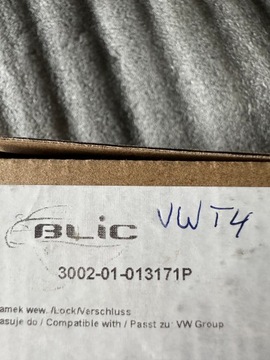 BLIC VW T4
3002-01-013171P
amek wew. /Lock/Verschluss
asuje do / Compatible with / Passt zu: VW Group